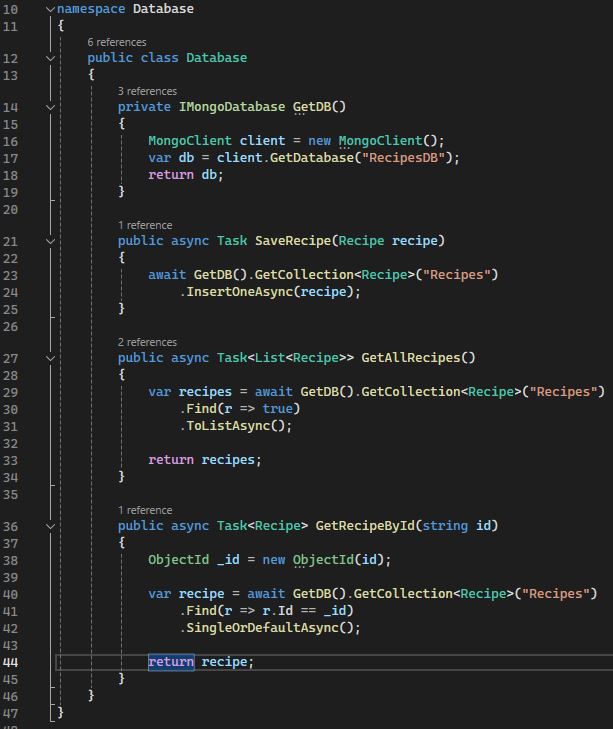 10 namespace Database
11 {
6 references
12 public class Database
13 {
3 references
14 private IMongoDatabase GetDB()
15 {
16 MongoClient client = new MongoClient();
17 var db = client.GetDatabase("RecipesDB");
18 return db;
19 }
20
1 reference
21 public async Task SaveRecipe(Recipe recipe)
22 {
23 await GetDB().GetCollection<Recipe>("Recipes")
24 .InsertOneAsync(recipe);
25 }
26
2 references
27 public async Task<List<Recipe>> GetAllRecipes()
28 {
29 var recipes = await GetDB().GetCollection<Recipe>("Recipes")
30 .Find(r => true)
31 .ToListAsync();
32
33 return recipes;
34 }
35
1 reference
36 public async Task<Recipe> GetRecipeById(string id)
37 {
38 ObjectId _id = new ObjectId(id);
39
40 var recipe = await GetDB().GetCollection<Recipe>("Recipes")
41 .Find(r => r.Id == _id)
42 .SingleOrDefaultAsync();
43
44 return recipe;
45 }
46 }
47 }